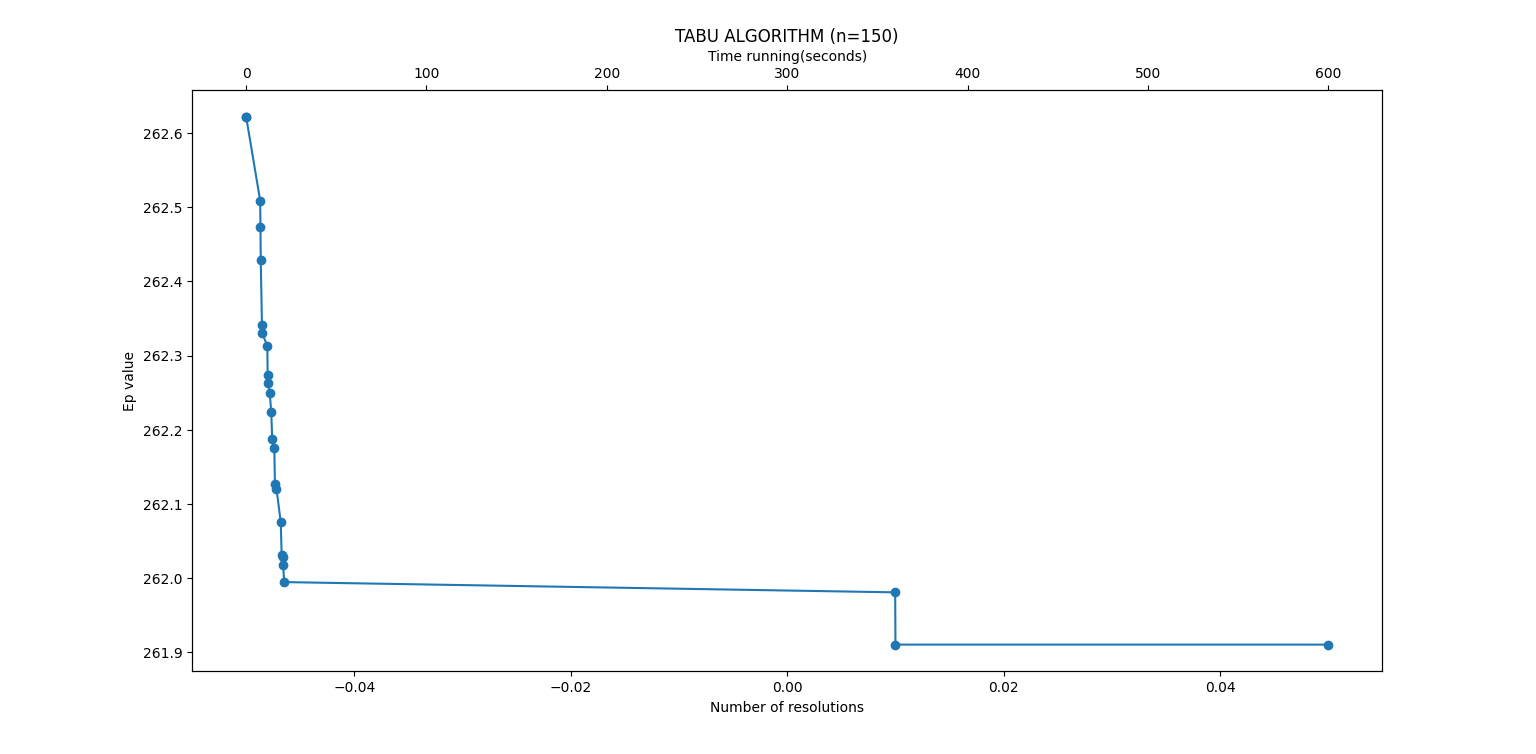 TABU ALGORITHM (n=150)
Time running(seconds)
0 100 200 300 400 500 600
262.6
262.5
262.4
262.3
262.2
262.1
262.0
261.9
Ep value
−0.04 −0.02 0.00 0.02 0.04
Number of resolutions